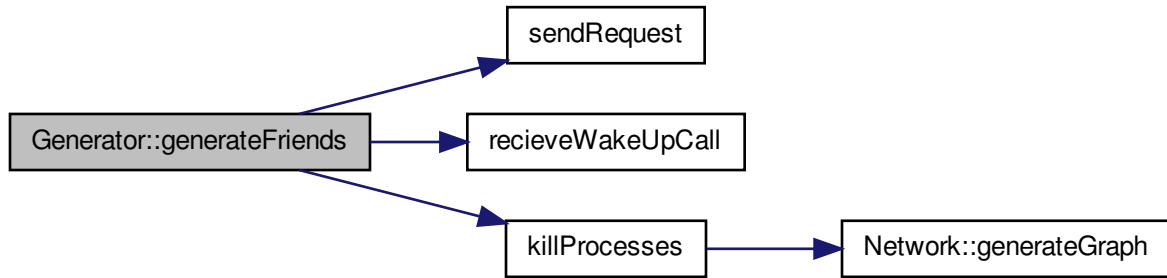 sendRequest
Generator::generateFriends
recieveWakeUpCall
killProcesses
Network::generateGraph